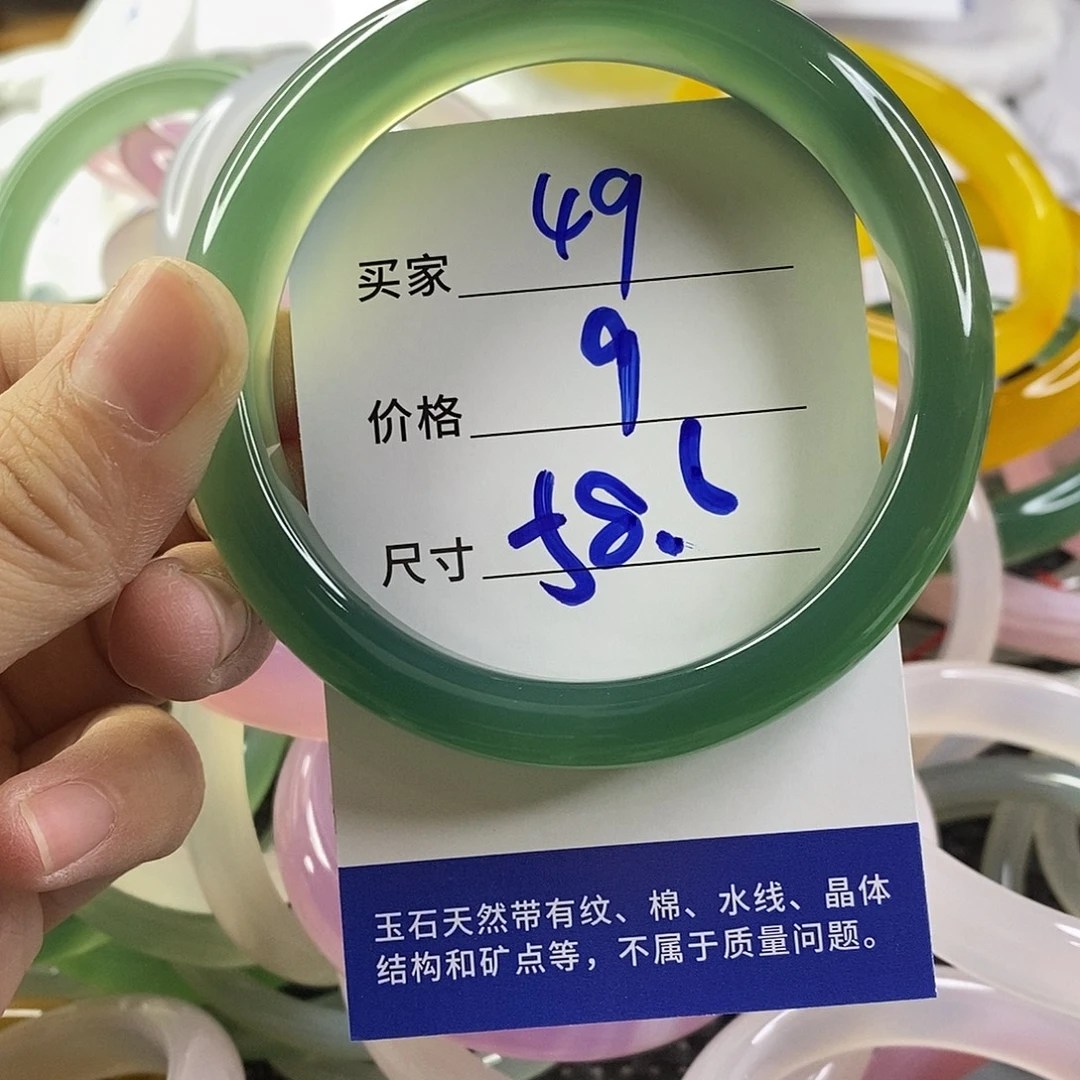 买家 49
价格 9
尺寸 58.
玉石天然带有纹、棉、水线、晶体
结构和矿点等，不属于质量问题。